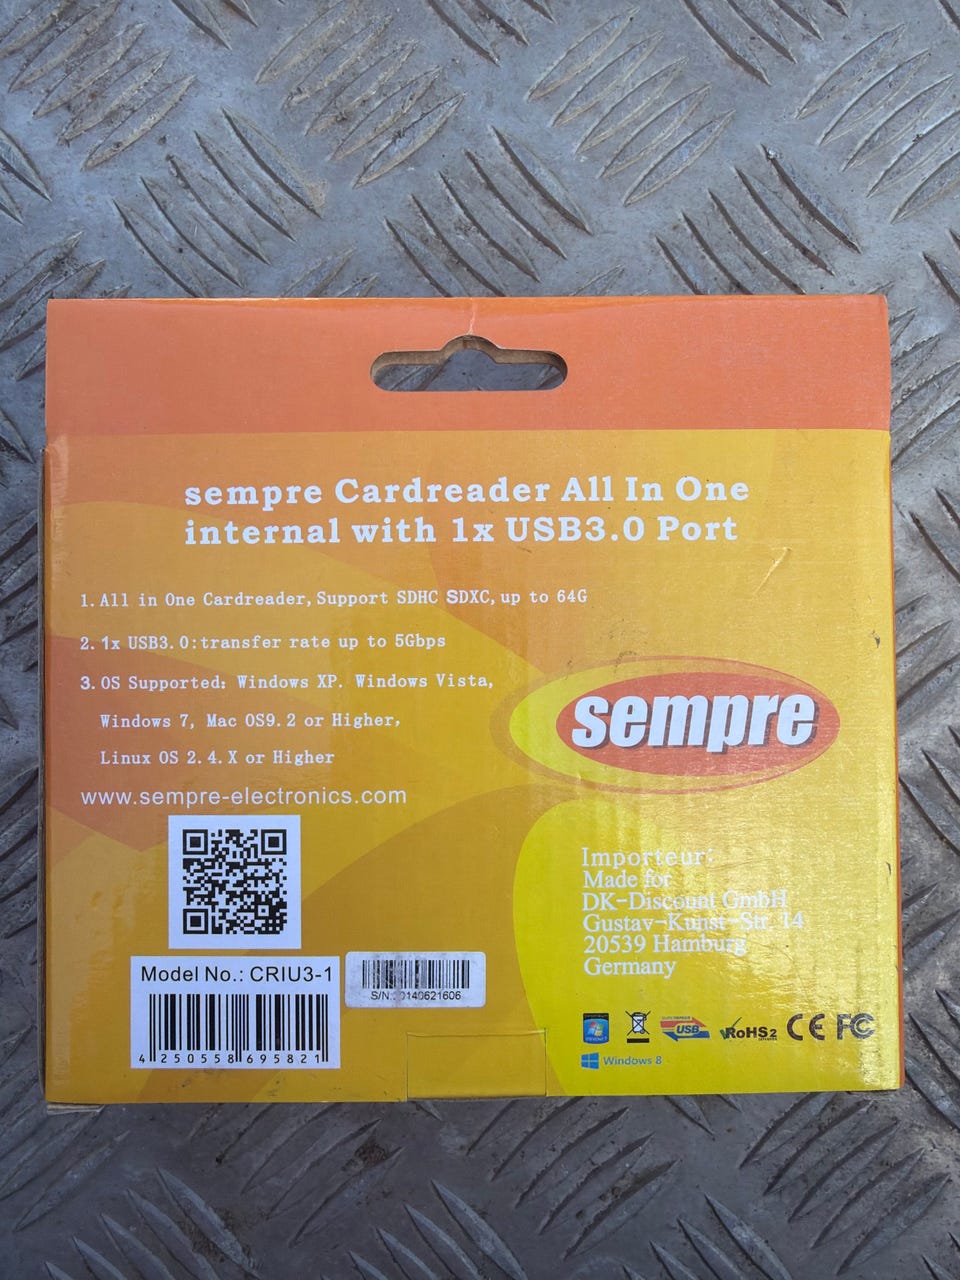 sempre Cardreader All In One
internal with 1x USB3.0 Port
1. All in One Cardreader, Support SDHC SDXC, up to 64G
2. 1x USB3.0:transfer rate up to 5Gbps
3. OS Supported: Windows XP. Windows Vista,
Windows 7, Mac OS9.2 or Higher,
Linux OS 2.4.X or Higher
www.sempre-electronics.com
sempre
Importeur:
Made for
DK-Discount GmbH
Gustav-Kunst-Str. 14
20539 Hamburg
Germany
Model No.: CRIU3-1
4 250558 695821
S/N.: 0140621606
USB
RoHS 2
CE FC
Windows 8